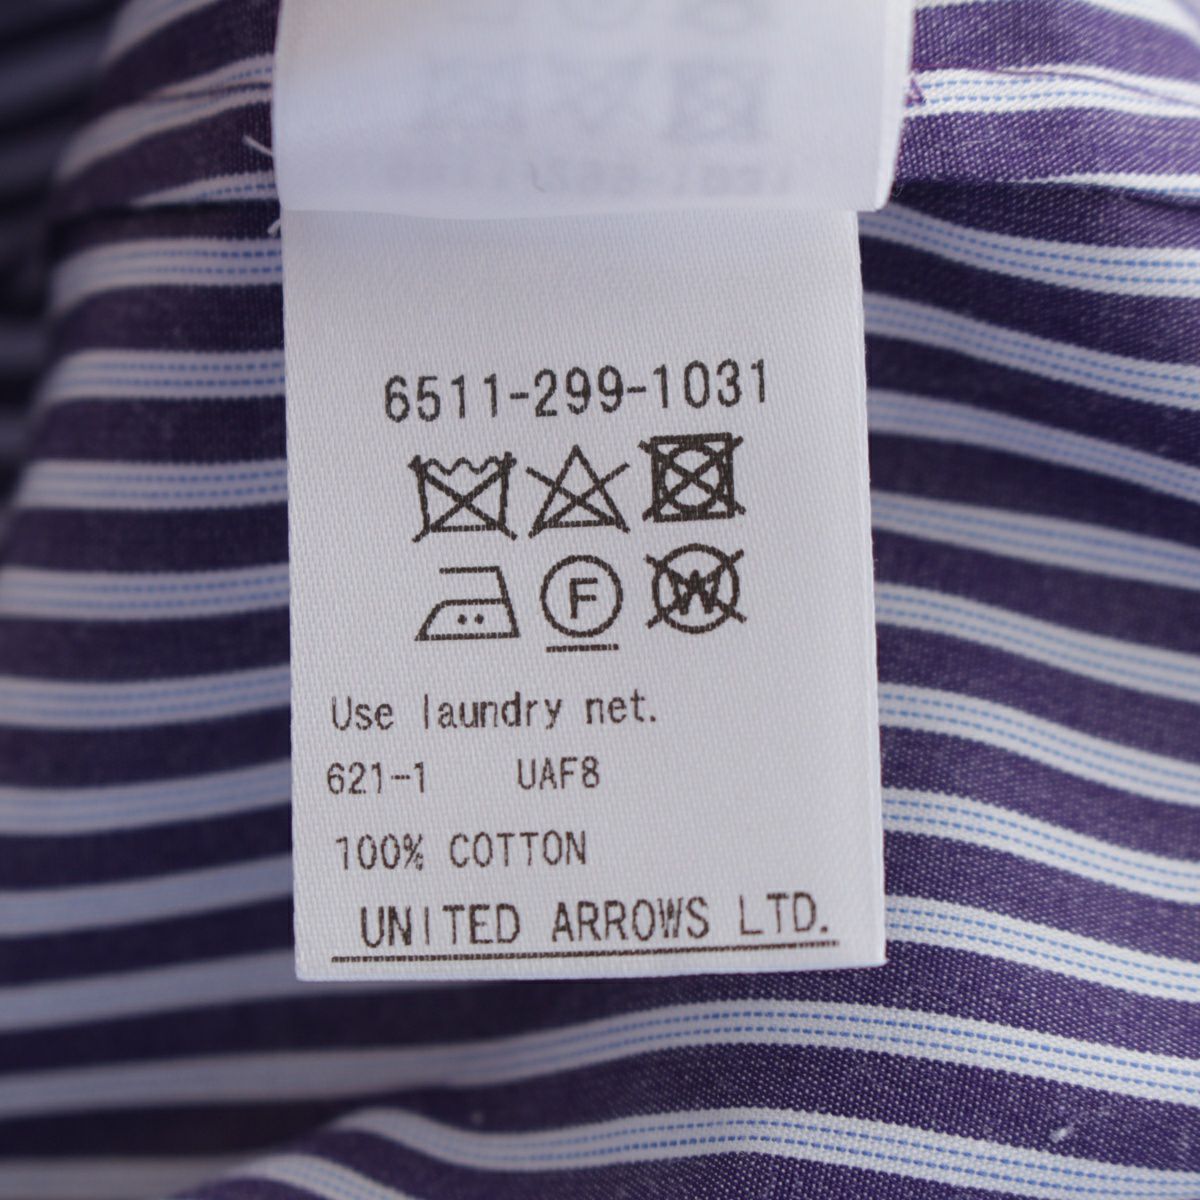 6511-299-1031
F W
Use laundry net.
621-1 UAF8
100% COTTON
UNITED ARROWS LTD.